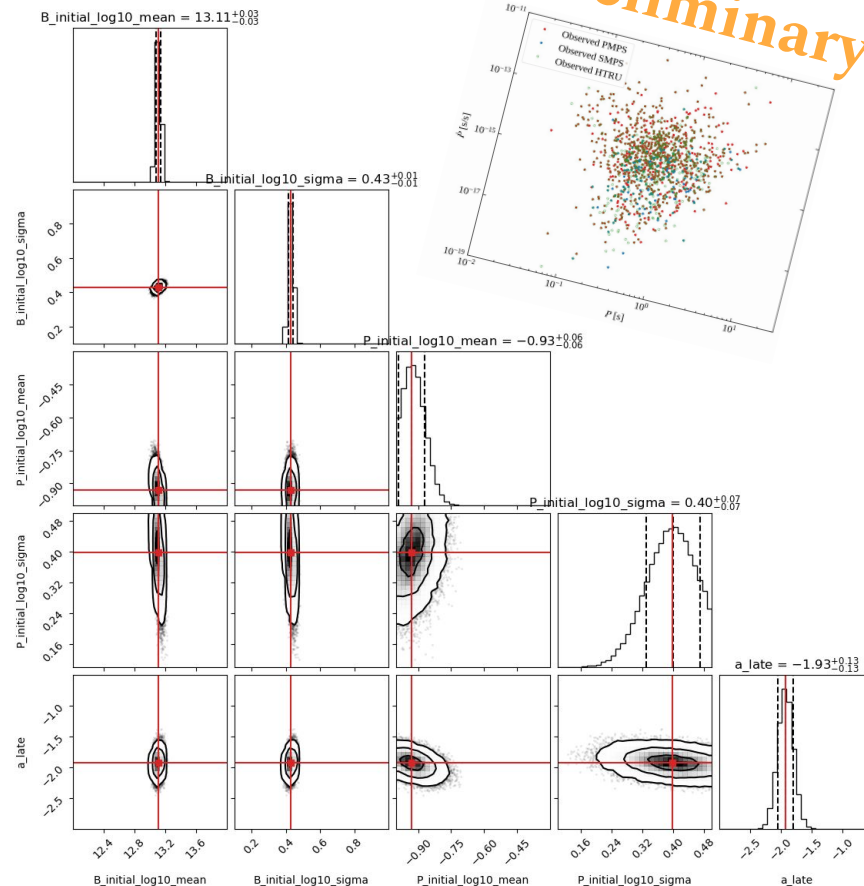 B_initial_log10_mean = 13.11+0.03−0.03
10−11
liminary
Observed PMPS
Observed SMPS
Observed HTRU
10−13
Ṗ [s/s]
10−15
10−17
10−19
10−2
10−1
100
101
P [s]
B_initial_log10_sigma = 0.43+0.01−0.01
B_initial_log10_sigma
0.8
0.6
0.4
0.2
P_initial_log10_mean = −0.93+0.06−0.06
P_initial_log10_mean
−0.45
−0.60
−0.75
−0.90
P_initial_log10_sigma = 0.40+0.07−0.07
P_initial_log10_sigma
0.48
0.40
0.32
0.24
0.16
a_late = −1.93+0.13−0.13
a_late
−1.0
−1.5
−2.0
−2.5
12.4 12.8 13.2 13.6
0.2 0.4 0.6 0.8
−0.90 −0.75 −0.60 −0.45
0.16 0.24 0.32 0.40 0.48
−2.5 −2.0 −1.5 −1.0
B_initial_log10_mean B_initial_log10_sigma P_initial_log10_mean P_initial_log10_sigma a_late